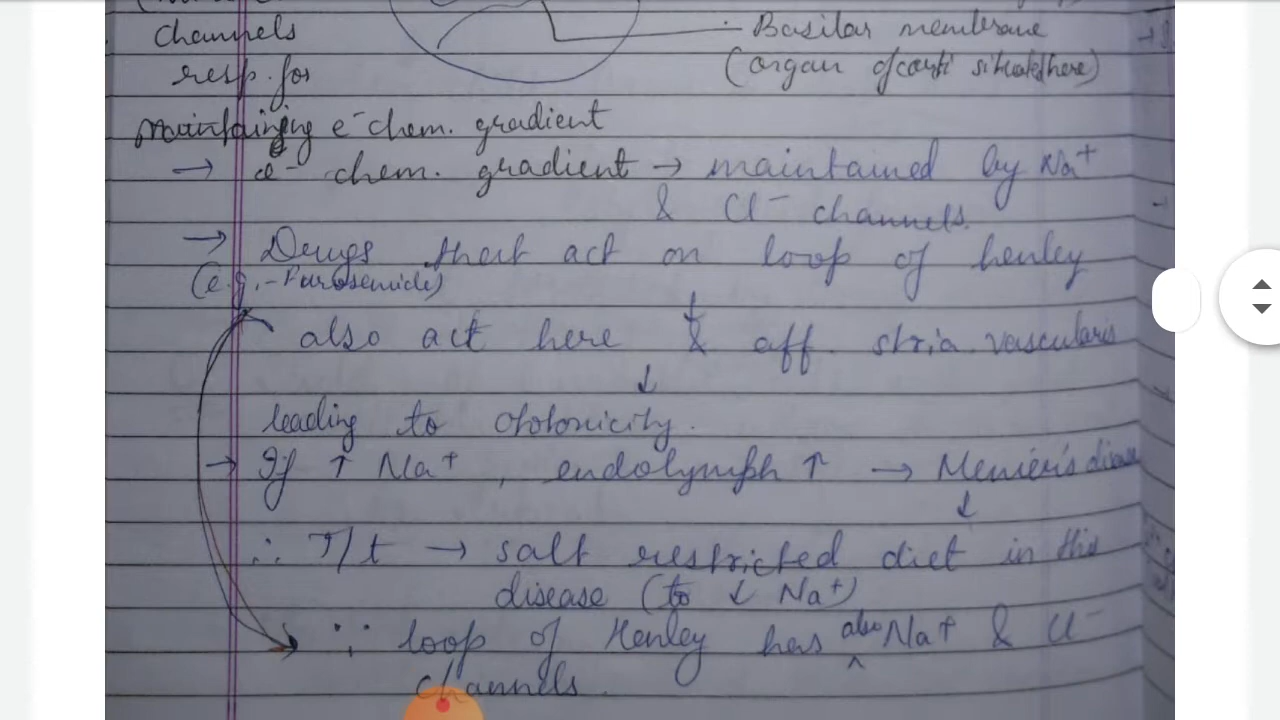 channels
resp. for
maintaining e⁻chem. gradient
Basilar membrane
(organ of corti situated here)
→ e⁻ chem. gradient → maintained by Na⁺
& Cl⁻ channels.
→ Drugs that act on loop of henley
(e.g.,- Furosemide)
↓
also act here & aff. stria vascularis
↓
leading to ototoxicity.
→ If ↑ Na⁺, endolymph ↑ → Menier's disease
↓
∴ T/t → salt restricted diet in this
disease (to ↓ Na⁺)
∵ loop of Henley has also Na⁺ & Cl⁻
channels.